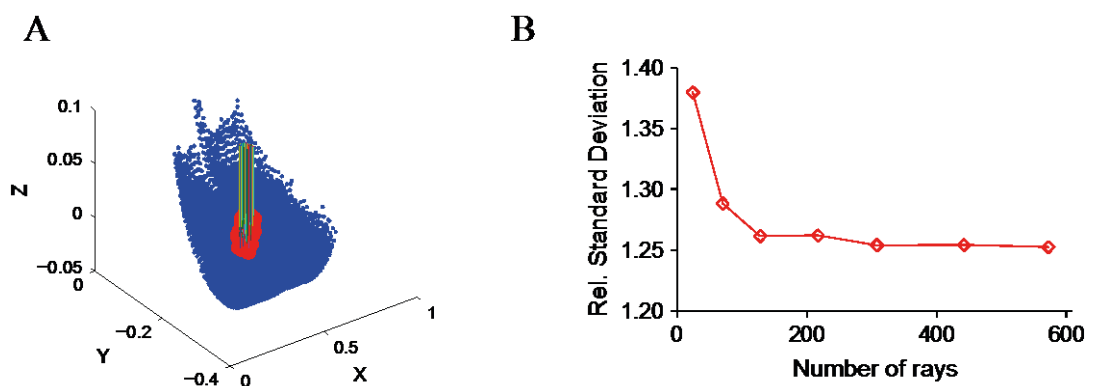 A
0.1
0.05
0
−0.05
Z
0
−0.2
−0.4
Y
0
0.5
1
X
B
1.40
1.35
1.30
1.25
1.20
Rel. Standard Deviation
0 200 400 600
Number of rays